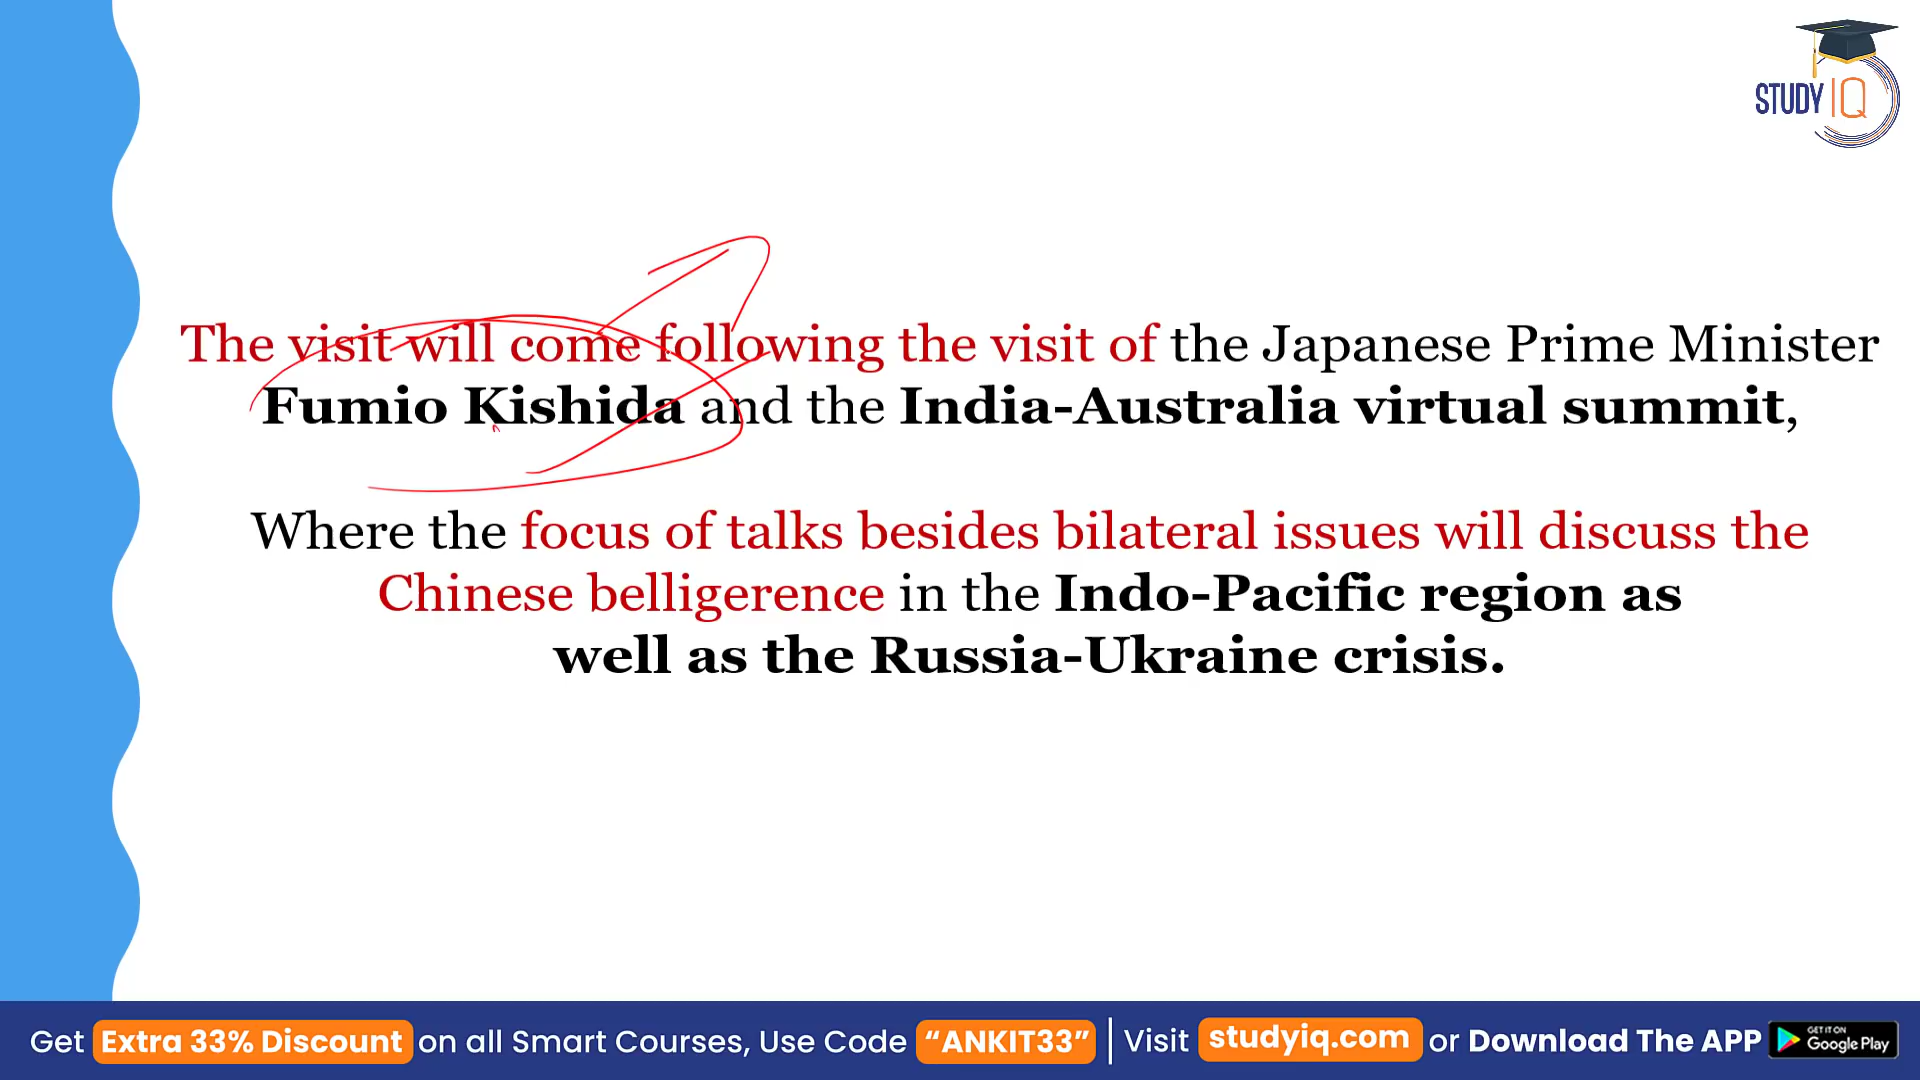 STUDY IQ
The visit will come following the visit of the Japanese Prime Minister
Fumio Kishida and the India-Australia virtual summit,
Where the focus of talks besides bilateral issues will discuss the
Chinese belligerence in the Indo-Pacific region as
well as the Russia-Ukraine crisis.
Get Extra 33% Discount on all Smart Courses, Use Code “ANKIT33” | Visit studyiq.com or Download The APP GET IT ON Google Play